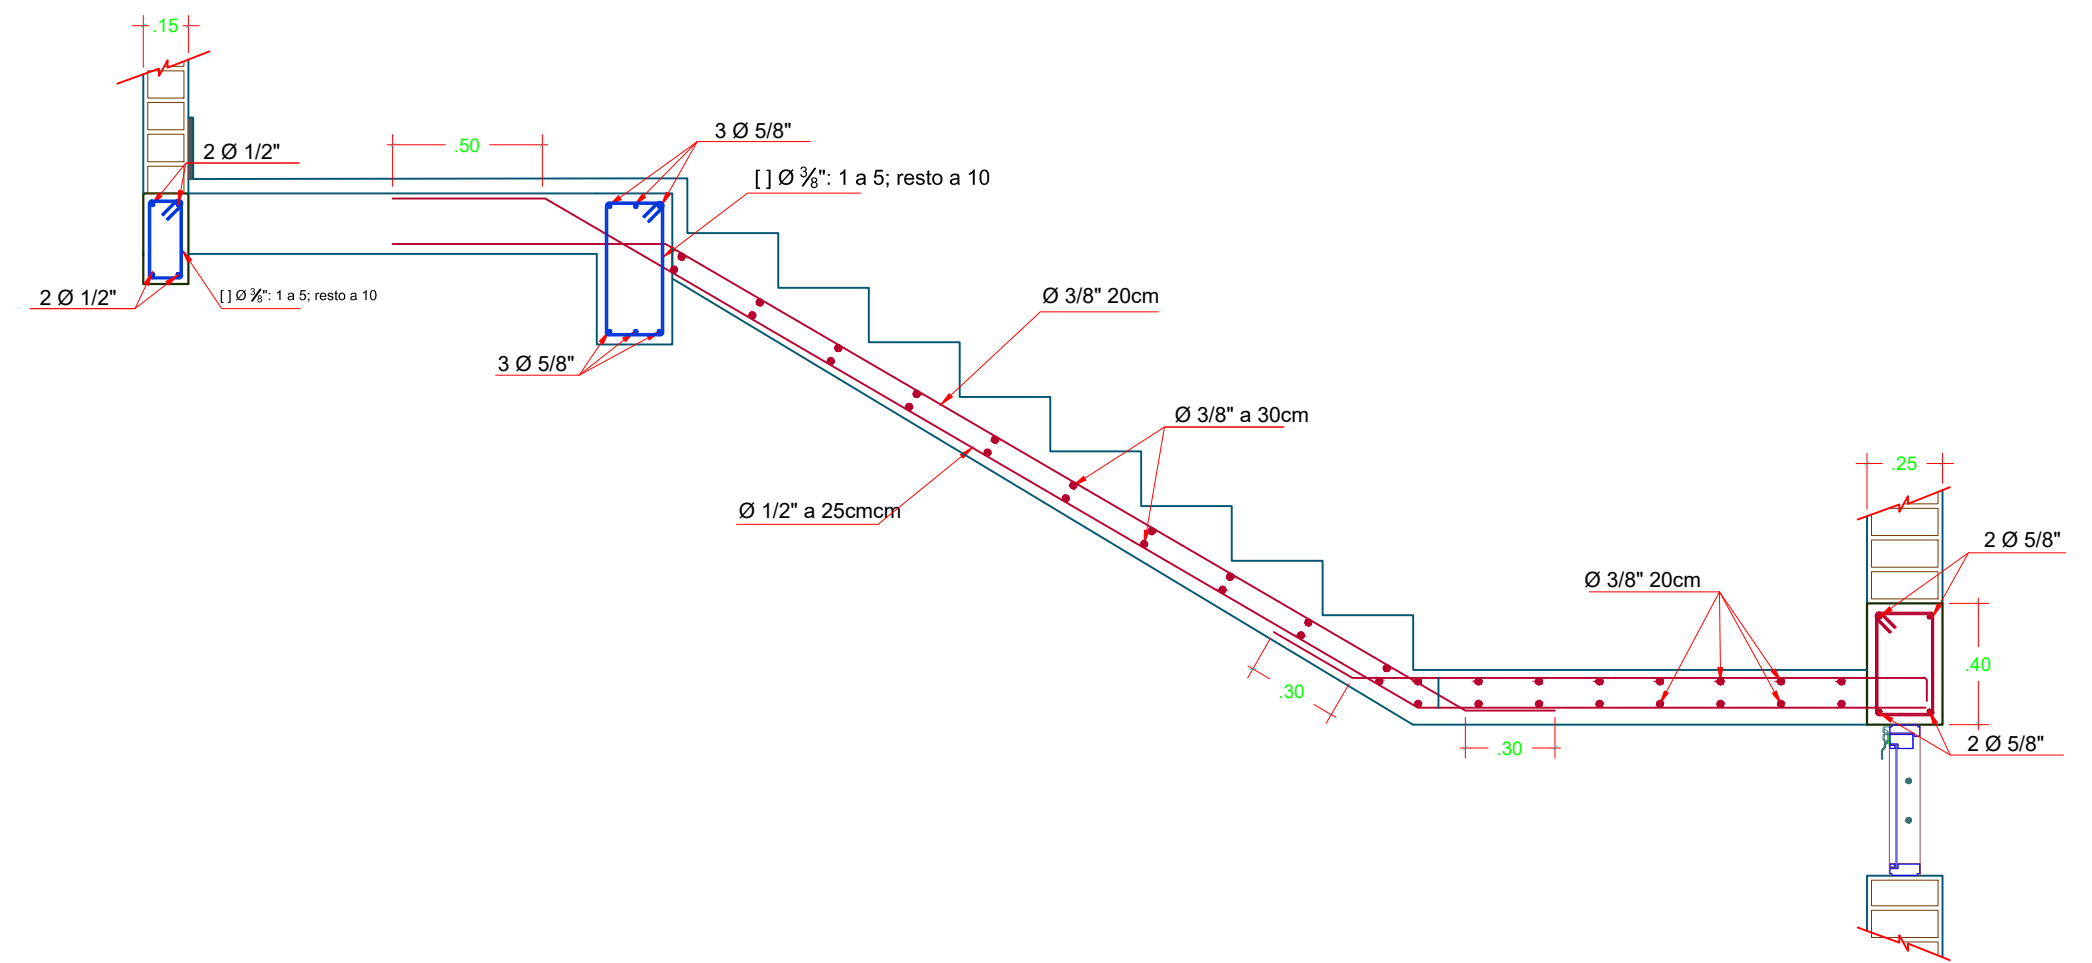 .15
3 Ø 5/8"
.50
2 Ø 1/2"
[ ] Ø ⅜": 1 a 5; resto a 10
2 Ø 1/2"
[ ] Ø ⅜": 1 a 5; resto a 10
Ø 3/8" 20cm
3 Ø 5/8"
Ø 3/8" a 30cm
.25
Ø 1/2" a 25cmcm
2 Ø 5/8"
Ø 3/8" 20cm
.40
.30
.30
2 Ø 5/8"